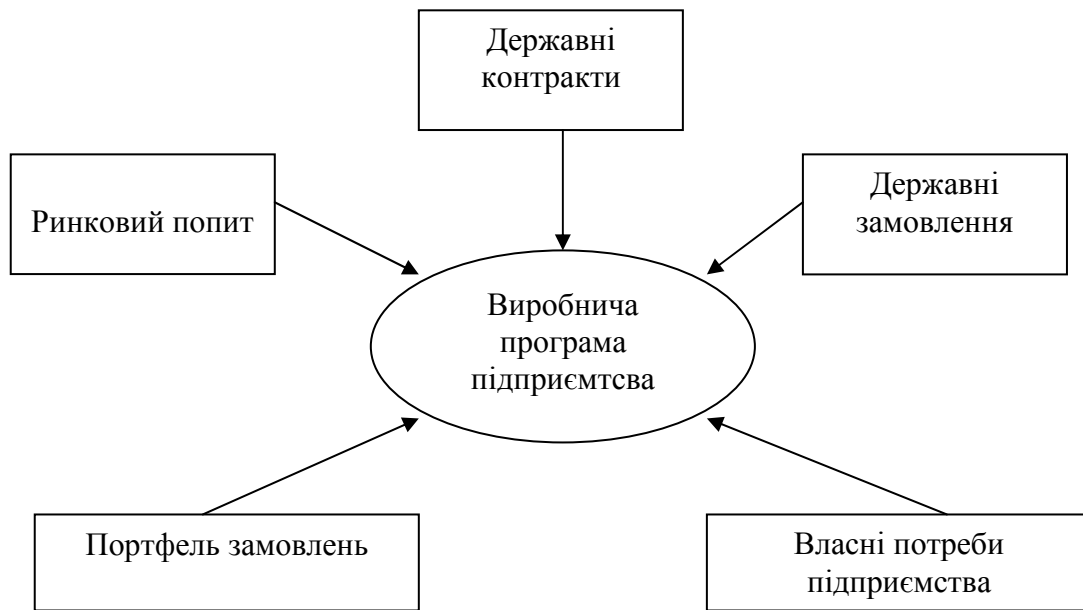 Державні
контракти
Ринковий попит
Державні
замовлення
Виробнича
програма
підприємтсва
Портфель замовлень
Власні потреби
підприємства